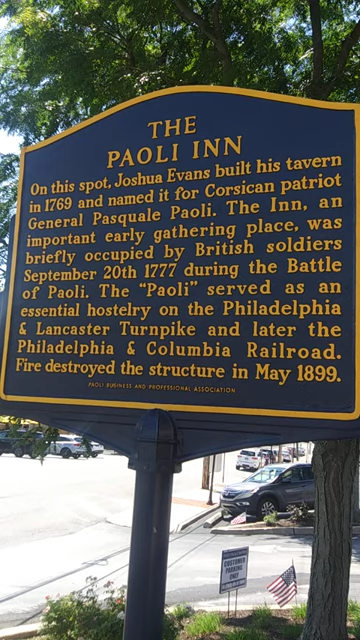 THE
PAOLI INN
On this spot, Joshua Evans built his tavern
in 1769 and named it for Corsican patriot
General Pasquale Paoli. The Inn, an
important early gathering place, was
briefly occupied by British soldiers
September 20th 1777 during the Battle
of Paoli. The “Paoli” served as an
essential hostelry on the Philadelphia
& Lancaster Turnpike and later the
Philadelphia & Columbia Railroad.
Fire destroyed the structure in May 1899.
PAOLI BUSINESS AND PROFESSIONAL ASSOCIATION
CUSTOMER
PARKING
ONLY